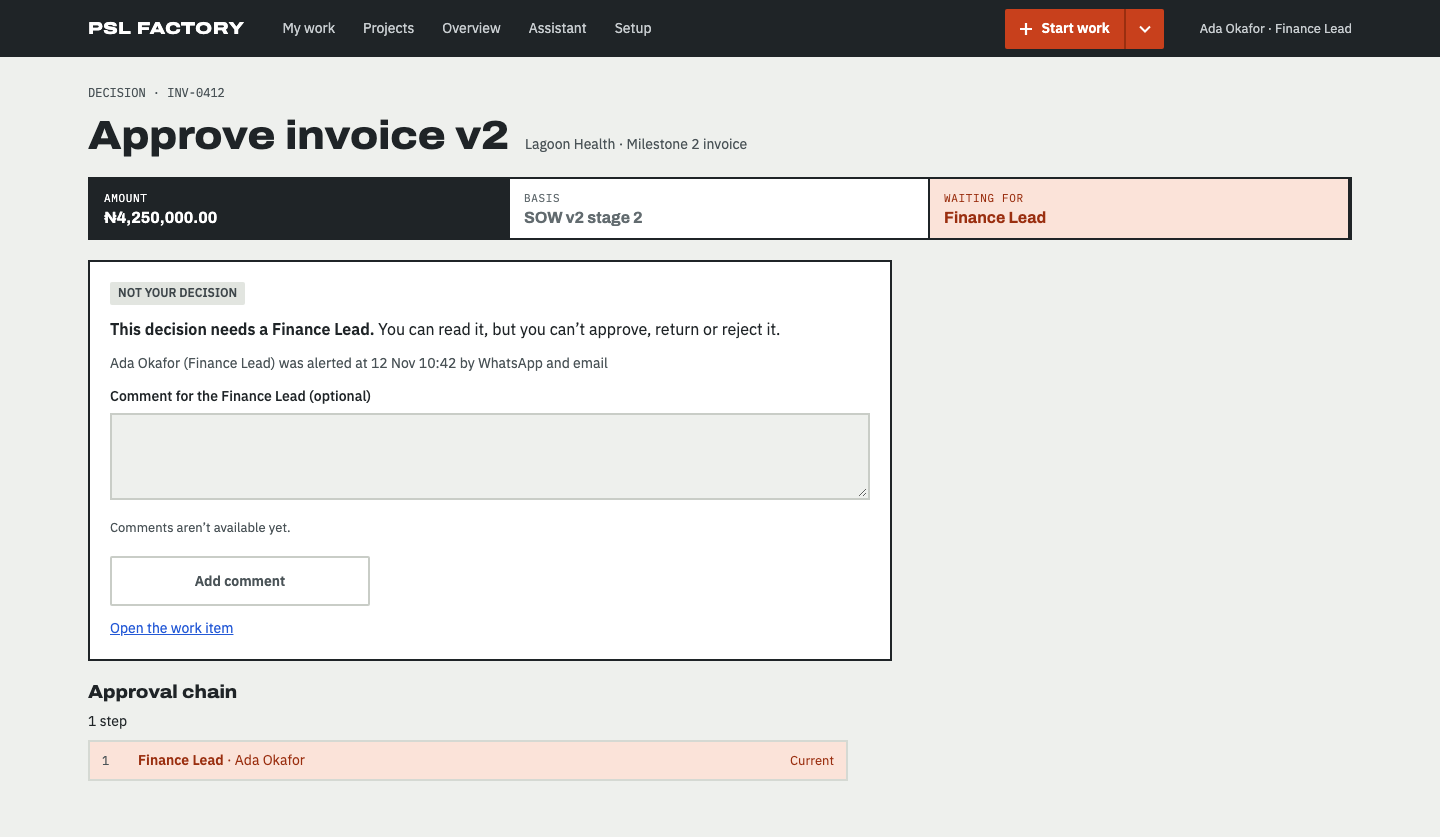 PSL FACTORY
My work
Projects
Overview
Assistant
Setup
Start work
Ada Okafor · Finance Lead
DECISION · INV-0412
Approve invoice v2
Lagoon Health · Milestone 2 invoice
AMOUNT
₦4,250,000.00
BASIS
SOW v2 stage 2
WAITING FOR
Finance Lead
NOT YOUR DECISION
This decision needs a Finance Lead. You can read it, but you can’t approve, return or reject it.
Ada Okafor (Finance Lead) was alerted at 12 Nov 10:42 by WhatsApp and email
Comment for the Finance Lead (optional)
Comments aren’t available yet.
Add comment
Open the work item
Approval chain
1 step
1 Finance Lead · Ada Okafor Current